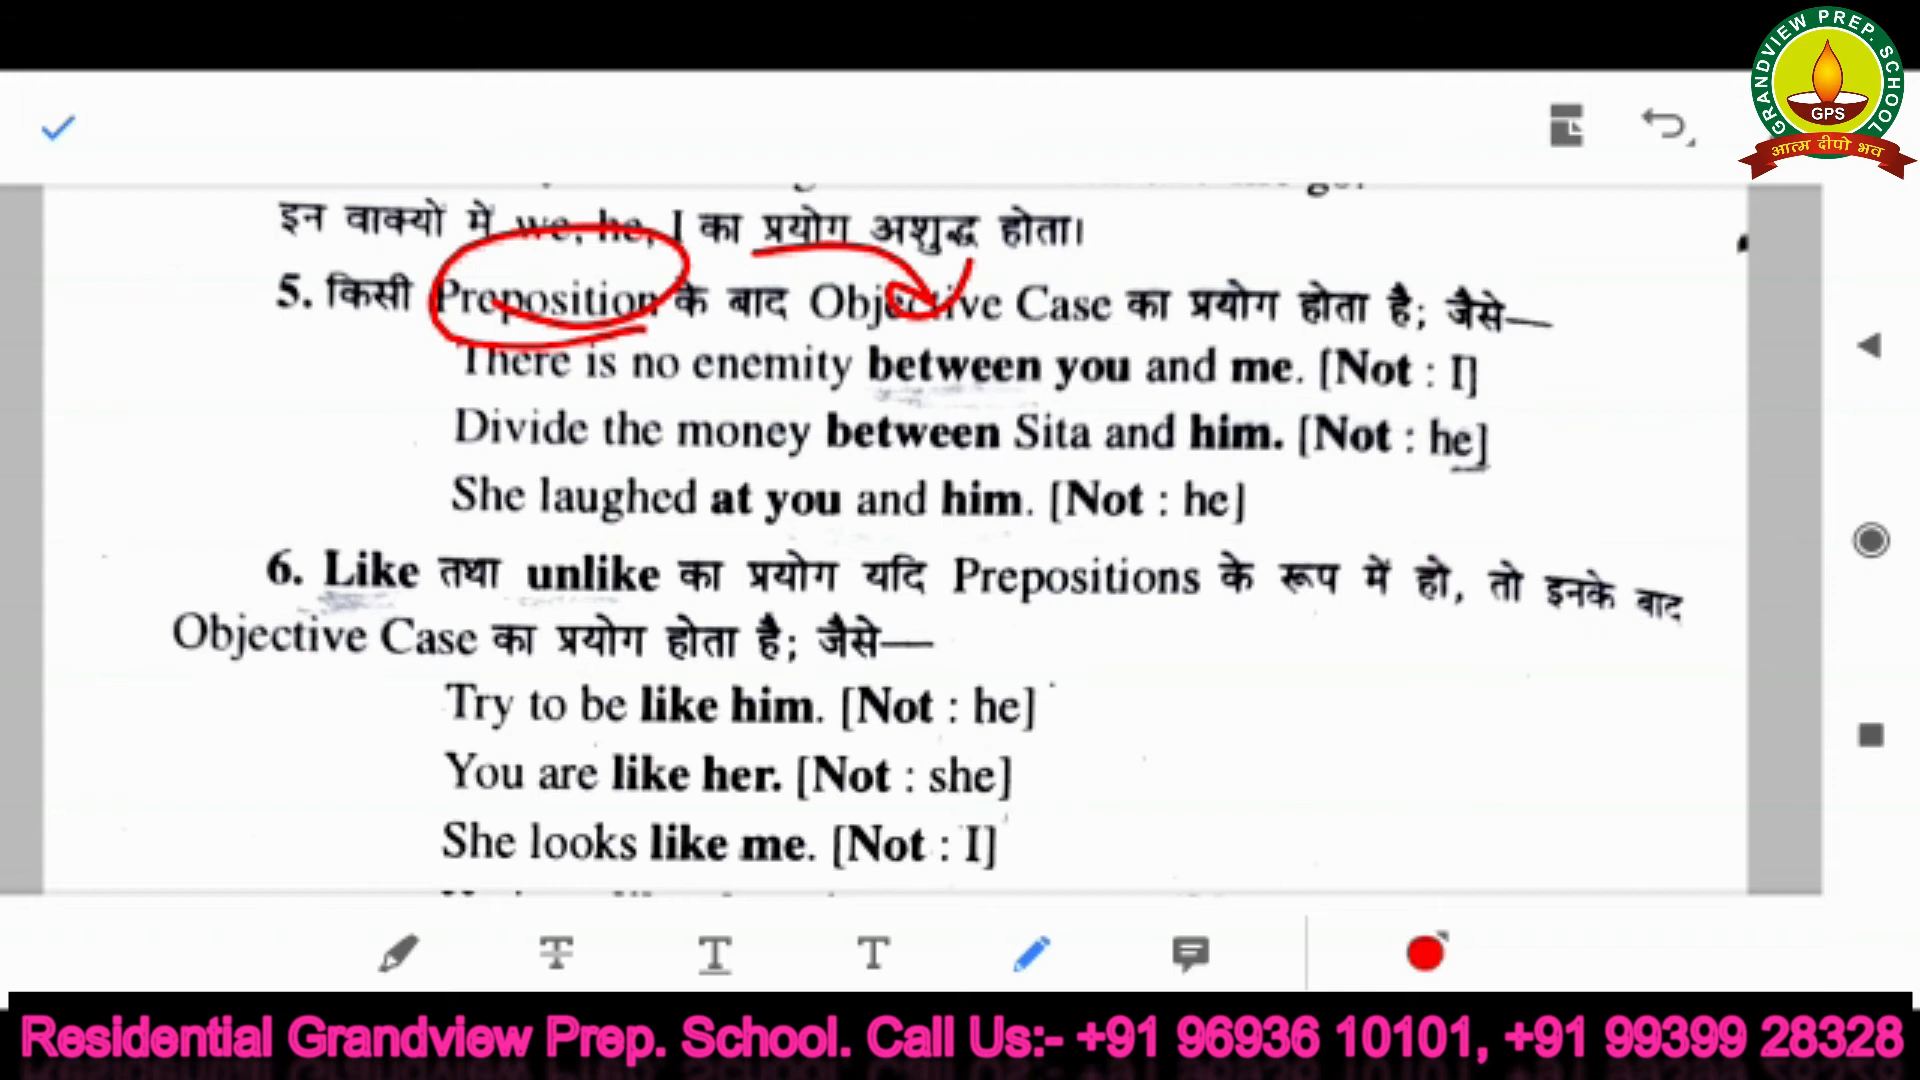 GRANDVIEW PREP. SCHOOL
GPS
आत्म दीपो भव
इन वाक्यों में we, he, I का प्रयोग अशुद्ध होता।
5. किसी Preposition के बाद Objective Case का प्रयोग होता है; जैसे—
There is no enemity between you and me. [Not : I]
Divide the money between Sita and him. [Not : he]
She laughed at you and him. [Not : he]
6. Like तथा unlike का प्रयोग यदि Prepositions के रूप में हो, तो इनके बाद
Objective Case का प्रयोग होता है; जैसे—
Try to be like him. [Not : he]
You are like her. [Not : she]
She looks like me. [Not : I]
T T T
Residential Grandview Prep. School. Call Us:- +91 96936 10101, +91 99399 28328